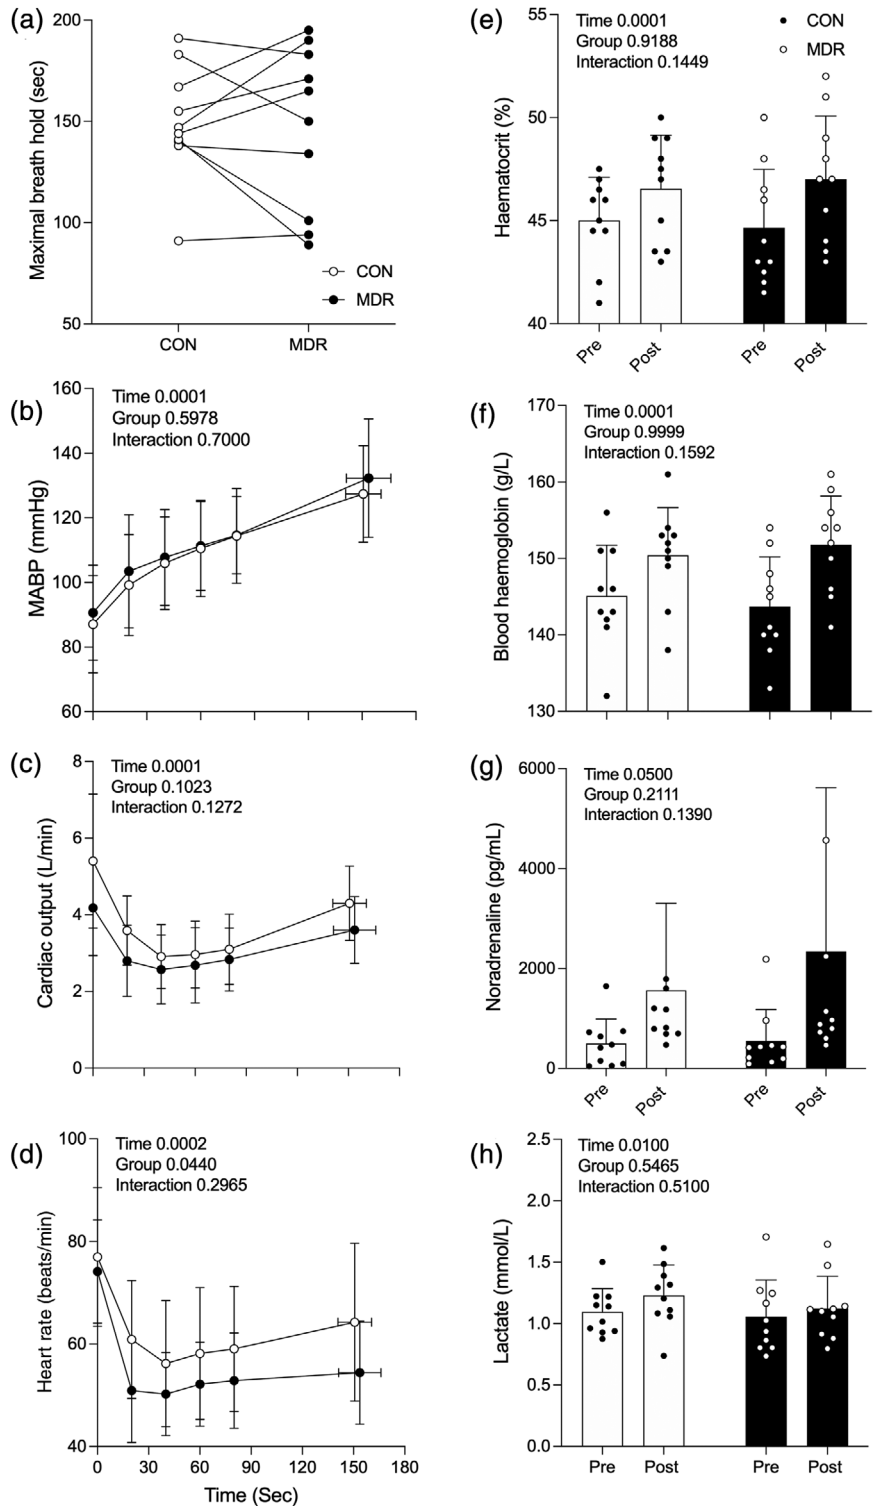 (a)
200
150
100
50
Maximal breath hold (sec)
CON
MDR
CON
MDR
(b)
160
140
120
100
80
60
MABP (mmHg)
Time 0.0001
Group 0.5978
Interaction 0.7000
(c)
8
6
4
2
0
Cardiac output (L/min)
Time 0.0001
Group 0.1023
Interaction 0.1272
(d)
100
80
60
40
Heart rate (beats/min)
Time 0.0002
Group 0.0440
Interaction 0.2965
0 30 60 90 120 150 180
Time (Sec)
(e)
55
50
45
40
Haematocrit (%)
Time 0.0001
Group 0.9188
Interaction 0.1449
CON
MDR
Pre Post Pre Post
(f)
170
160
150
140
130
Blood haemoglobin (g/L)
Time 0.0001
Group 0.9999
Interaction 0.1592
(g)
6000
4000
2000
0
Noradrenaline (pg/mL)
Time 0.0500
Group 0.2111
Interaction 0.1390
Pre Post Pre Post
(h)
2.5
2.0
1.5
1.0
0.5
0.0
Lactate (mmol/L)
Time 0.0100
Group 0.5465
Interaction 0.5100
Pre Post Pre Post